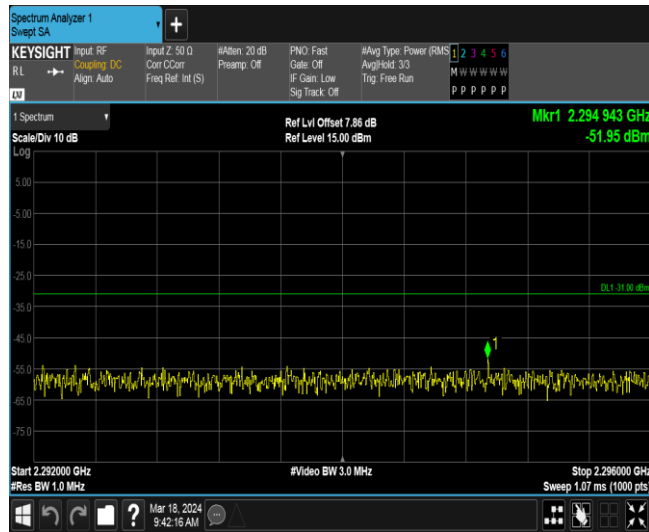 Spectrum Analyzer 1
Swept SA
+
KEYSIGHT
RL
LXI
Input: RF
Coupling: DC
Align: Auto
Input Z: 50 Ω
Corr CCorr
Freq Ref: Int (S)
#Atten: 20 dB
Preamp: Off
PNO: Fast
Gate: Off
IF Gain: Low
Sig Track: Off
#Avg Type: Power (RMS
Avg|Hold: 3/3
Trig: Free Run
1 2 3 4 5 6
M W W W W W
P P P P P P
1 Spectrum
Scale/Div 10 dB
Log
Ref Lvl Offset 7.86 dB
Ref Level 15.00 dBm
Mkr1 2.294 943 GHz
-51.95 dBm
5.00
-5.00
-15.0
-25.0
DL1 -31.00 dBm
-35.0
-45.0
1
-55.0
-65.0
-75.0
Start 2.292000 GHz
#Res BW 1.0 MHz
#Video BW 3.0 MHz
Stop 2.296000 GHz
Sweep 1.07 ms (1000 pts)
?
Mar 18, 2024
9:42:16 AM